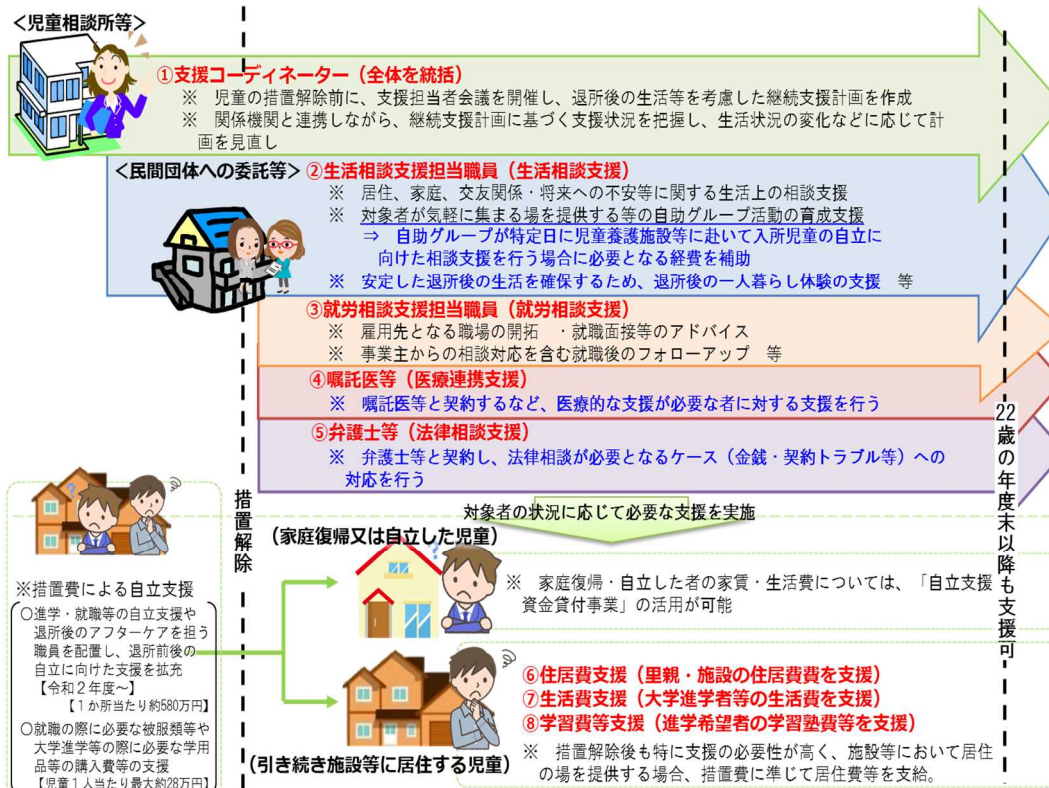 ＜児童相談所等＞
①支援コーディネーター（全体を統括）
※　児童の措置解除前に、支援担当者会議を開催し、退所後の生活等を考慮した継続支援計画を作成
※　関係機関と連携しながら、継続支援計画に基づく支援状況を把握し、生活状況の変化などに応じて計
画を見直し
＜民間団体への委託等＞
②生活相談支援担当職員（生活相談支援）
※　居住、家庭、交友関係・将来への不安等に関する生活上の相談支援
※　対象者が気軽に集まる場を提供する等の自助グループ活動の育成支援
⇒　自助グループが特定日に児童養護施設等に赴いて入所児童の自立に
向けた相談支援を行う場合に必要となる経費を補助
※　安定した退所後の生活を確保するため、退所後の一人暮らし体験の支援　等
③就労相談支援担当職員（就労相談支援）
※　雇用先となる職場の開拓　・就職面接等のアドバイス
※　事業主からの相談対応を含む就職後のフォローアップ　等
④嘱託医等（医療連携支援）
※　嘱託医等と契約するなど、医療的な支援が必要な者に対する支援を行う
⑤弁護士等（法律相談支援）
※　弁護士等と契約し、法律相談が必要となるケース（金銭・契約トラブル等）への
対応を行う
措置解除
22歳の年度末以降も支援可
対象者の状況に応じて必要な支援を実施
（家庭復帰又は自立した児童）
※　家庭復帰・自立した者の家賃・生活費については、「自立支援
資金貸付事業」の活用が可能
※措置費による自立支援
〇進学・就職等の自立支援や
退所後のアフターケアを担う
職員を配置し、退所前後の
自立に向けた支援を拡充
【令和２年度～】
【１か所当たり約580万円】
〇就職の際に必要な被服類等や
大学進学等の際に必要な学用
品等の購入費等の支援
【児童１人当たり最大約28万円】
⑥住居費支援（里親・施設の住居費費を支援）
⑦生活費支援（大学進学者等の生活費を支援）
⑧学習費等支援（進学希望者の学習塾費等を支援）
※　措置解除後も特に支援の必要性が高く、施設等において居住
の場を提供する場合、措置費に準じて居住費等を支給。
（引き続き施設等に居住する児童）